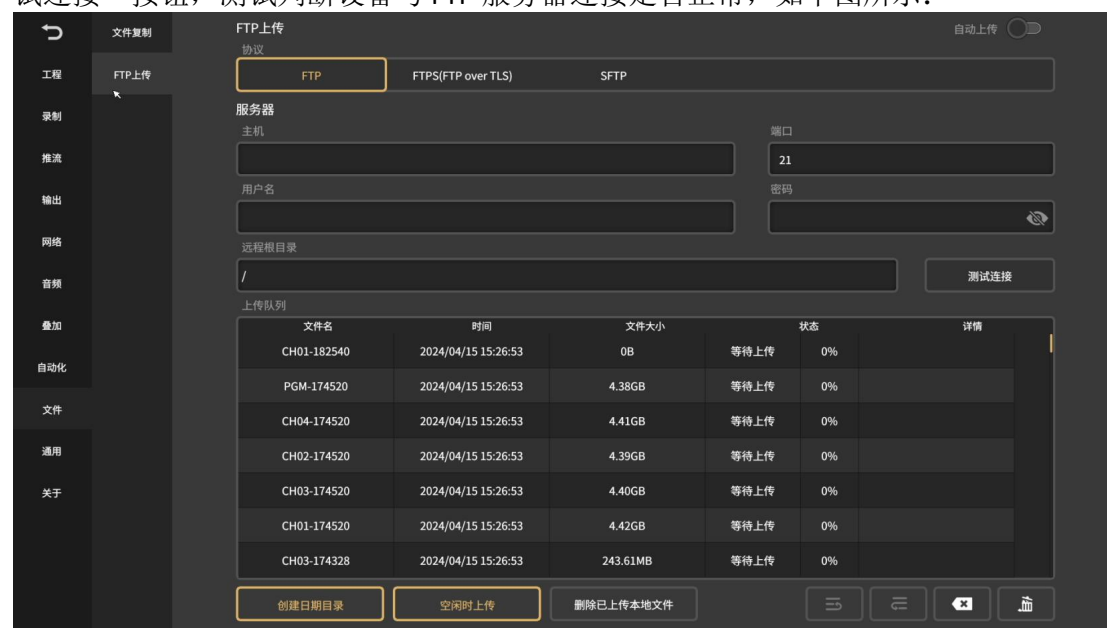 文件复制
FTP上传
自动上传
协议
工程
FTP上传
FTP
FTPS(FTP over TLS)
SFTP
录制
服务器
主机
端口
推流
21
用户名
密码
输出
网络
远程根目录
音频
/
测试连接
上传队列
叠加
文件名 时间 文件大小 状态 详情
CH01-182540 2024/04/15 15:26:53 0B 等待上传 0%
自动化
PGM-174520 2024/04/15 15:26:53 4.38GB 等待上传 0%
文件
CH04-174520 2024/04/15 15:26:53 4.41GB 等待上传 0%
通用
CH02-174520 2024/04/15 15:26:53 4.39GB 等待上传 0%
关于
CH03-174520 2024/04/15 15:26:53 4.40GB 等待上传 0%
CH01-174520 2024/04/15 15:26:53 4.42GB 等待上传 0%
CH03-174328 2024/04/15 15:26:53 243.61MB 等待上传 0%
创建日期目录
空闲时上传
删除已上传本地文件